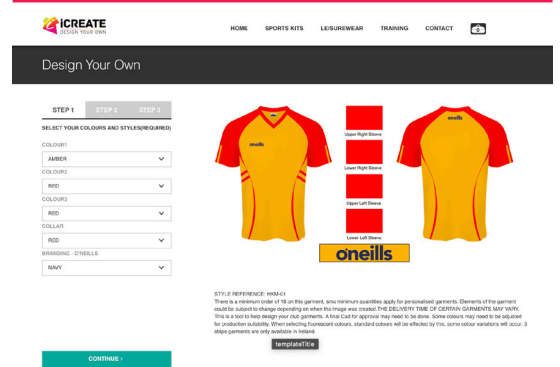 iCREATE
DESIGN YOUR OWN
HOME SPORTS KITS LEISUREWEAR TRAINING CONTACT
0
Design Your Own
STEP 1 STEP 2 STEP 3
SELECT YOUR COLOURS AND STYLES(REQUIRED)
COLOUR1
AMBER
COLOUR2
RED
COLOUR3
RED
COLLAR
RED
BRANDING - O'NEILLS
NAVY
CONTINUE ›
oneills
oneills
Upper Right Sleeve
Lower Right Sleeve
Upper Left Sleeve
Lower Left Sleeve
o'neills
STYLE REFERENCE: HKM-01
There is a minimum order of 18 on this garment, smu minimum quantities apply for personalised garments. Elements of the garment
could be subject to change depending on when the image was created.THE DELIVERY TIME OF CERTAIN GARMENTS MAY VARY.
This is a tool to help design your club garments. A final Cad for approval may need to be done. Some colours may need to be adjusted
for production suitability. When selecting fluorescent colours, standard colours will be effected by this, some colour variations will occur. 3
stripe garments are only available in Ireland.
templateTitle